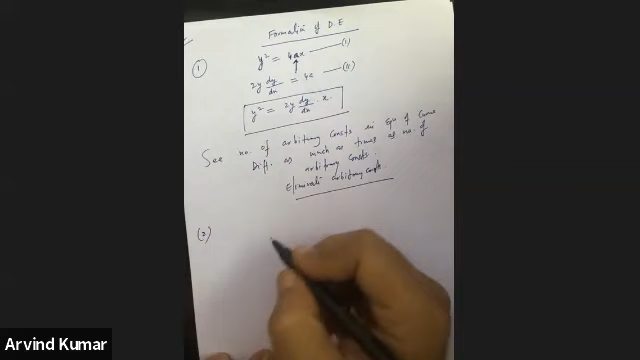 Formation of D.E
① y² = 4ax —(I)
2y dy/dx = 4a —(II)
y² = 2y dy/dx . x
See no. of arbitrary Consts in Equ of Curve
Diff. as much as times as no. of
arbitrary Consts.
Eliminate arbitrary Consts.
(2)
Arvind Kumar